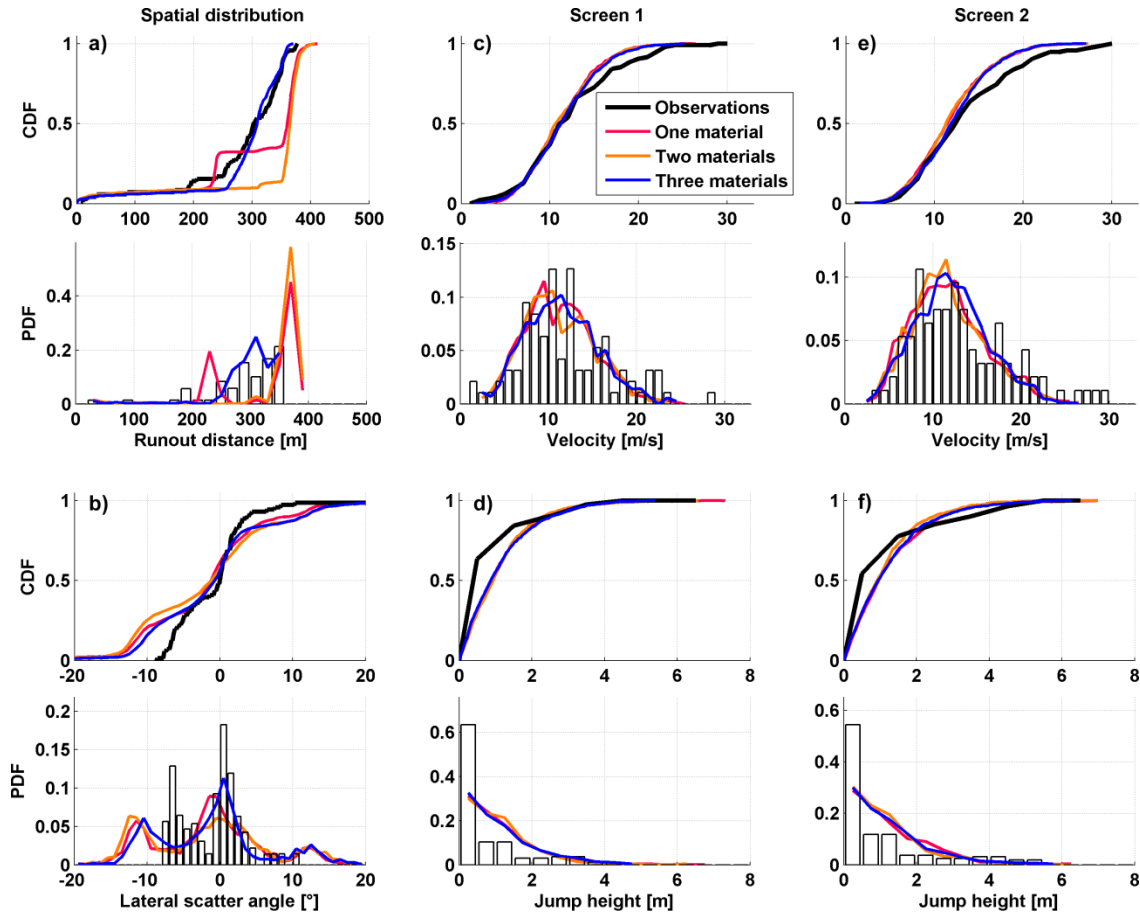 Spatial distribution
Screen 1
Screen 2
a)
c)
e)
CDF
1
0.5
0
0 100 200 300 400 500
1
0.5
0
0 10 20 30
1
0.5
0
0 10 20 30
Observations
One material
Two materials
Three materials
PDF
0.4
0.2
0
0 100 200 300 400 500
Runout distance [m]
0.15
0.1
0.05
0
0 10 20 30
Velocity [m/s]
0.1
0.05
0
0 10 20 30
Velocity [m/s]
b)
d)
f)
CDF
1
0.5
0
-20 -10 0 10 20
1
0.5
0
0 2 4 6 8
1
0.5
0
0 2 4 6 8
PDF
0.2
0.15
0.1
0.05
0
-20 -10 0 10 20
Lateral scatter angle [°]
0.6
0.4
0.2
0
0 2 4 6 8
Jump height [m]
0.6
0.4
0.2
0
0 2 4 6 8
Jump height [m]